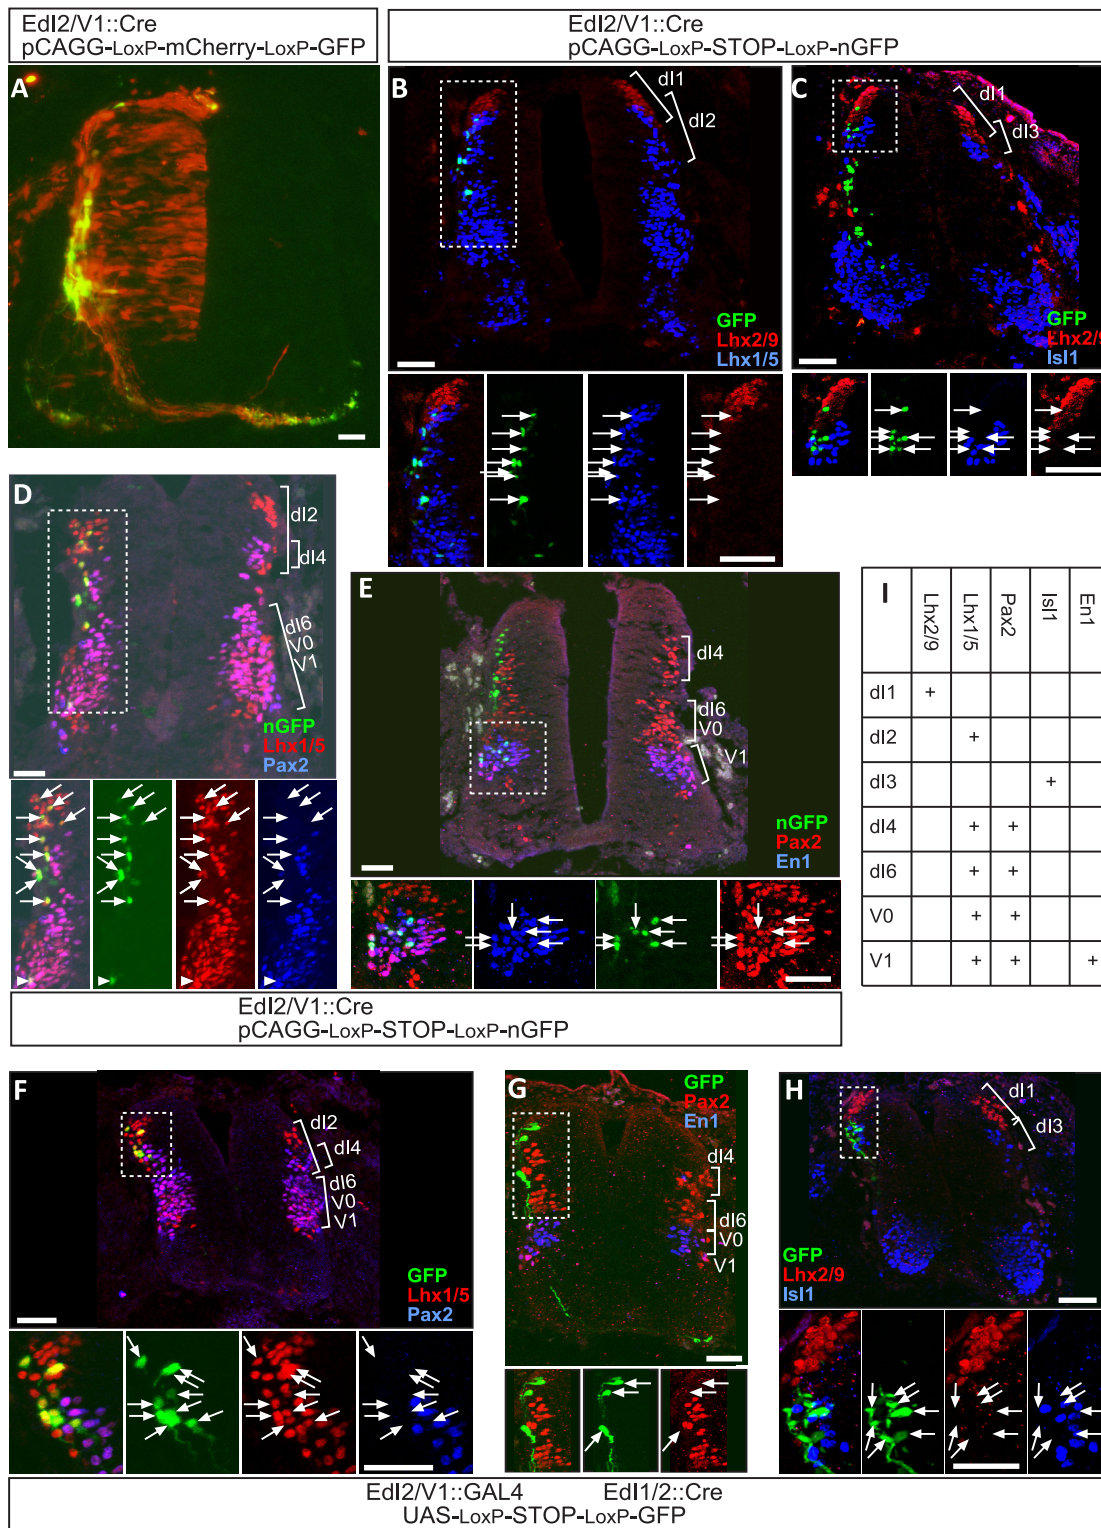 EdI2/V1::Cre
pCAGG-LoxP-mCherry-LoxP-GFP
EdI2/V1::Cre
pCAGG-LoxP-STOP-LoxP-nGFP
A
B
dI1
dI2
GFP
Lhx2/9
Lhx1/5
C
dI1
dI3
GFP
Lhx2/9
Isl1
D
dI2
dI4
dI6
V0
V1
nGFP
Lhx1/5
Pax2
E
dI4
dI6
V0
V1
nGFP
Pax2
En1
I
Lhx2/9
Lhx1/5
Pax2
Isl1
En1
dI1 +
dI2 +
dI3 +
dI4 + +
dI6 + +
V0 + +
V1 + + +
EdI2/V1::Cre
pCAGG-LoxP-STOP-LoxP-nGFP
F
dI2
dI4
dI6
V0
V1
GFP
Lhx1/5
Pax2
G
GFP
Pax2
En1
dI4
dI6
V0
V1
H
dI1
dI3
GFP
Lhx2/9
Isl1
EdI2/V1::GAL4 EdI1/2::Cre
UAS-LoxP-STOP-LoxP-GFP